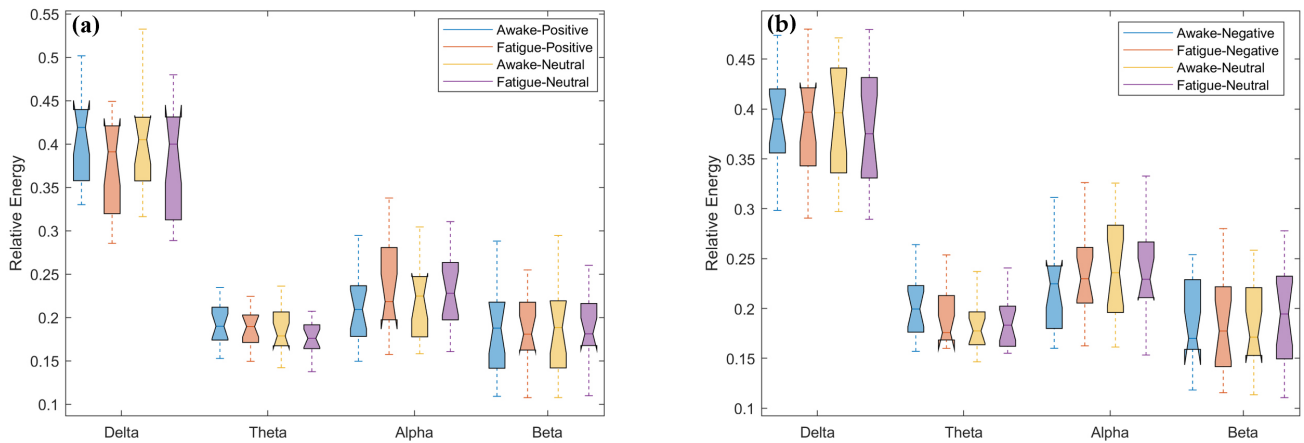 (a)
Awake-Positive
Fatigue-Positive
Awake-Neutral
Fatigue-Neutral
Relative Energy
0.55
0.5
0.45
0.4
0.35
0.3
0.25
0.2
0.15
0.1
Delta Theta Alpha Beta
(b)
Awake-Negative
Fatigue-Negative
Awake-Neutral
Fatigue-Neutral
Relative Energy
0.45
0.4
0.35
0.3
0.25
0.2
0.15
0.1
Delta Theta Alpha Beta